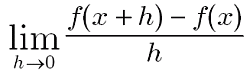 lim h→0 f(x + h) − f(x) / h